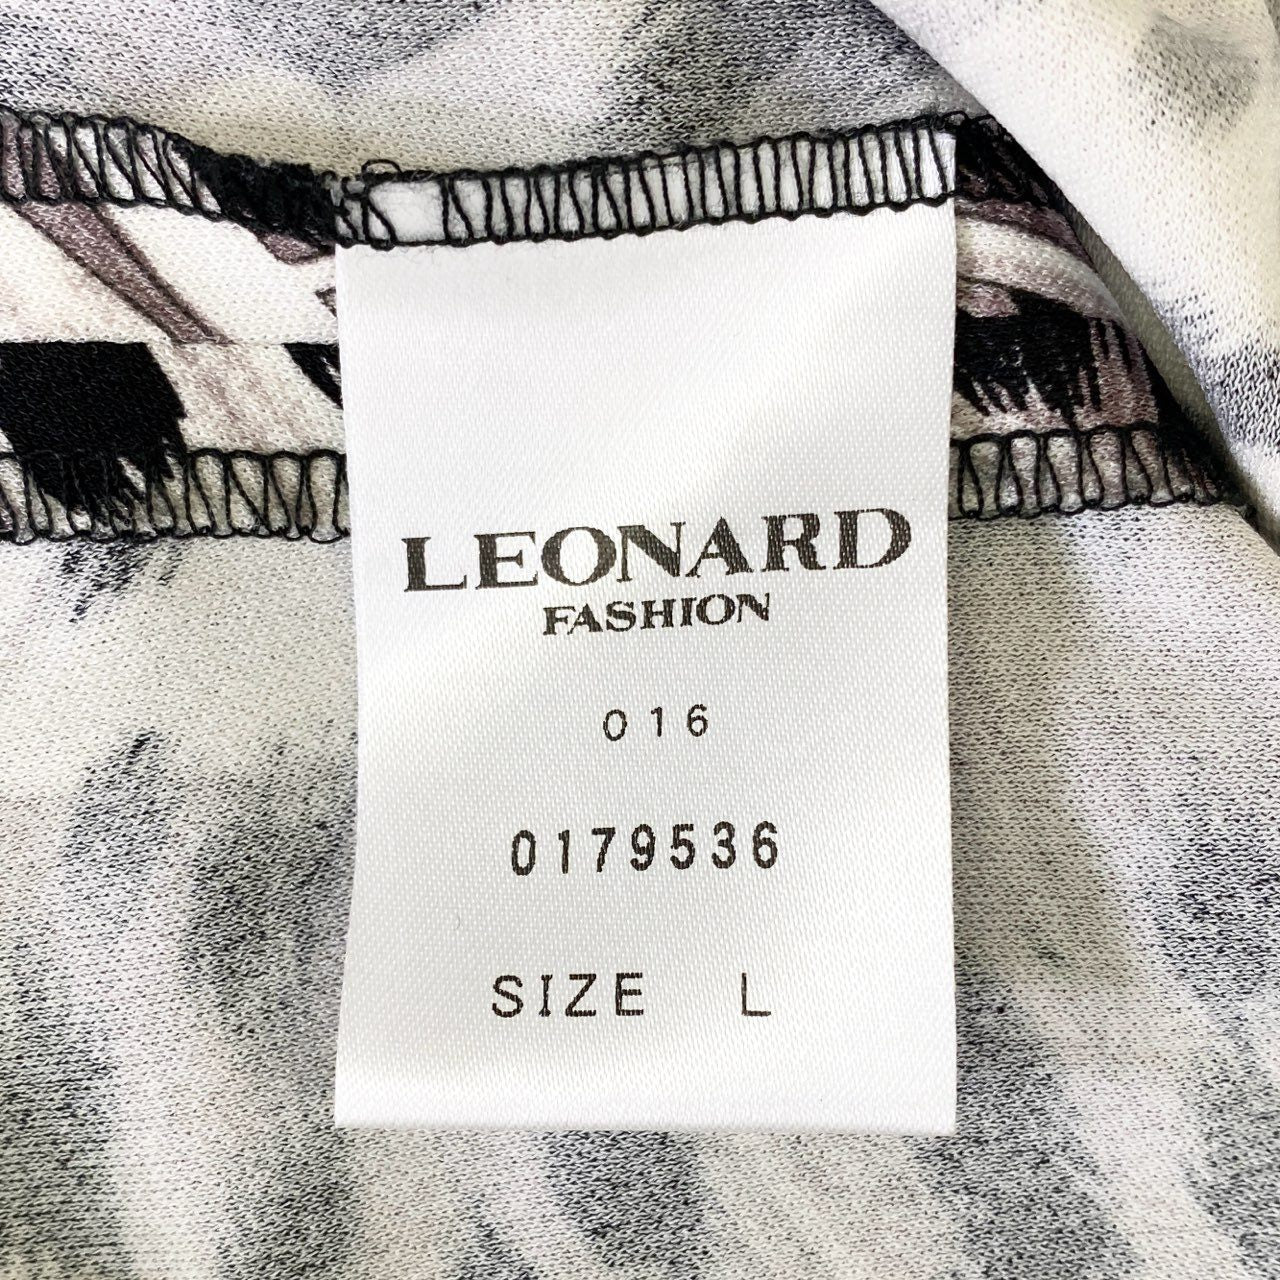 LEONARD
FASHION
016
0179536
SIZE L